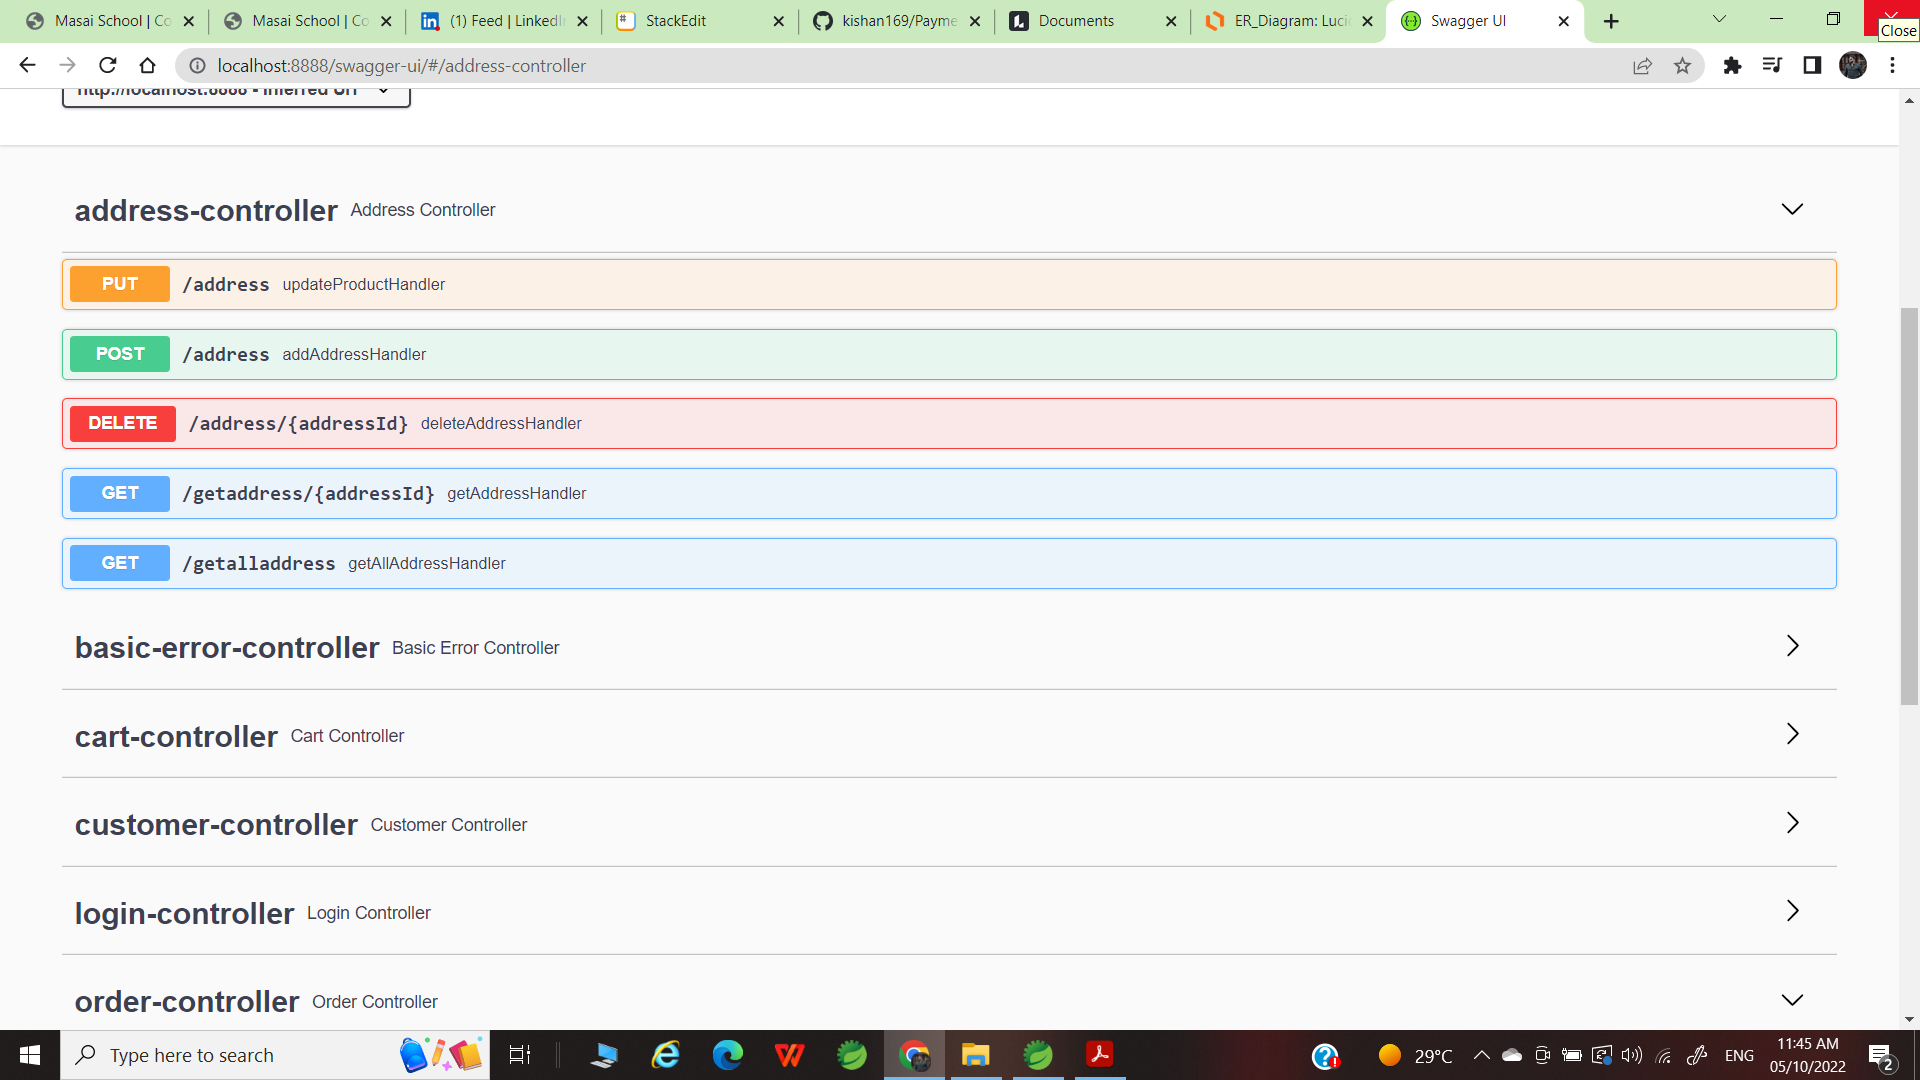 Masai School | Co
Masai School | Co
(1) Feed | LinkedIn
StackEdit
kishan169/Payme
Documents
ER_Diagram: Lucid
Swagger UI
Close
localhost:8888/swagger-ui/#/address-controller
http://localhost:8888 - Inferred Url
address-controller Address Controller
PUT /address updateProductHandler
POST /address addAddressHandler
DELETE /address/{addressId} deleteAddressHandler
GET /getaddress/{addressId} getAddressHandler
GET /getalladdress getAllAddressHandler
basic-error-controller Basic Error Controller
cart-controller Cart Controller
customer-controller Customer Controller
login-controller Login Controller
order-controller Order Controller
Type here to search
29°C
ENG
11:45 AM
05/10/2022
2